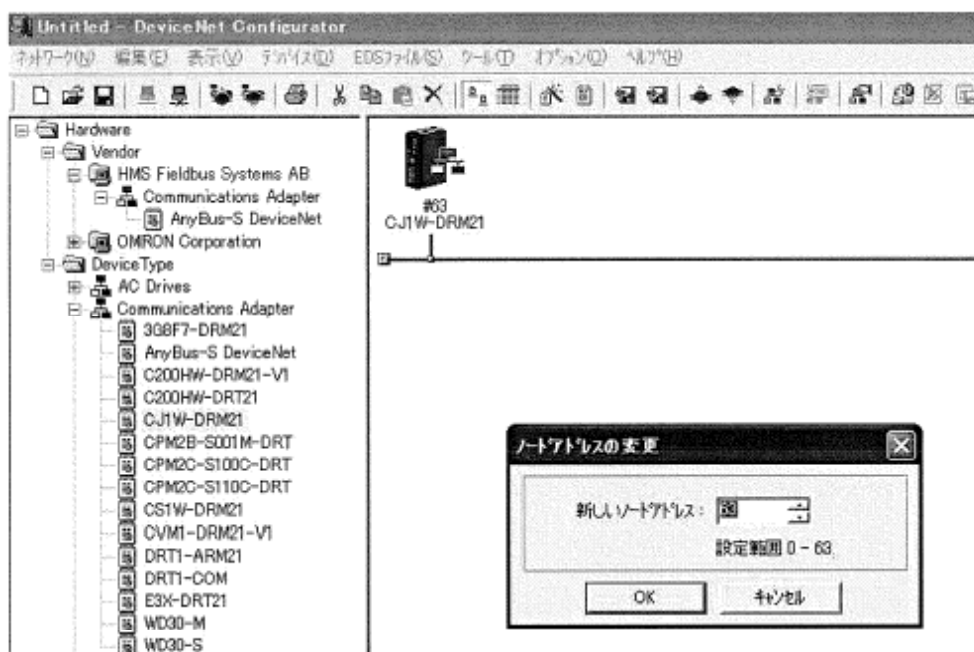 Untitled - DeviceNet Configurator
ネットワーク(N) 編集(E) 表示(V) デバイス(D) EDSファイル(S) ツール(T) オプション(O) ヘルプ(H)
Hardware
Vendor
HMS Fieldbus Systems AB
Communications Adapter
AnyBus-S DeviceNet
OMRON Corporation
DeviceType
AC Drives
Communications Adapter
3G8F7-DRM21
AnyBus-S DeviceNet
C200HW-DRM21-V1
C200HW-DRT21
CJ1W-DRM21
CPM2B-S001M-DRT
CPM2C-S100C-DRT
CPM2C-S110C-DRT
CS1W-DRM21
CVM1-DRM21-V1
DRT1-ARM21
DRT1-COM
E3X-DRT21
WD30-M
WD30-S
#63
CJ1W-DRM21
ノードアドレスの変更
新しいノードアドレス: 63
設定範囲 0 - 63
OK キャンセル